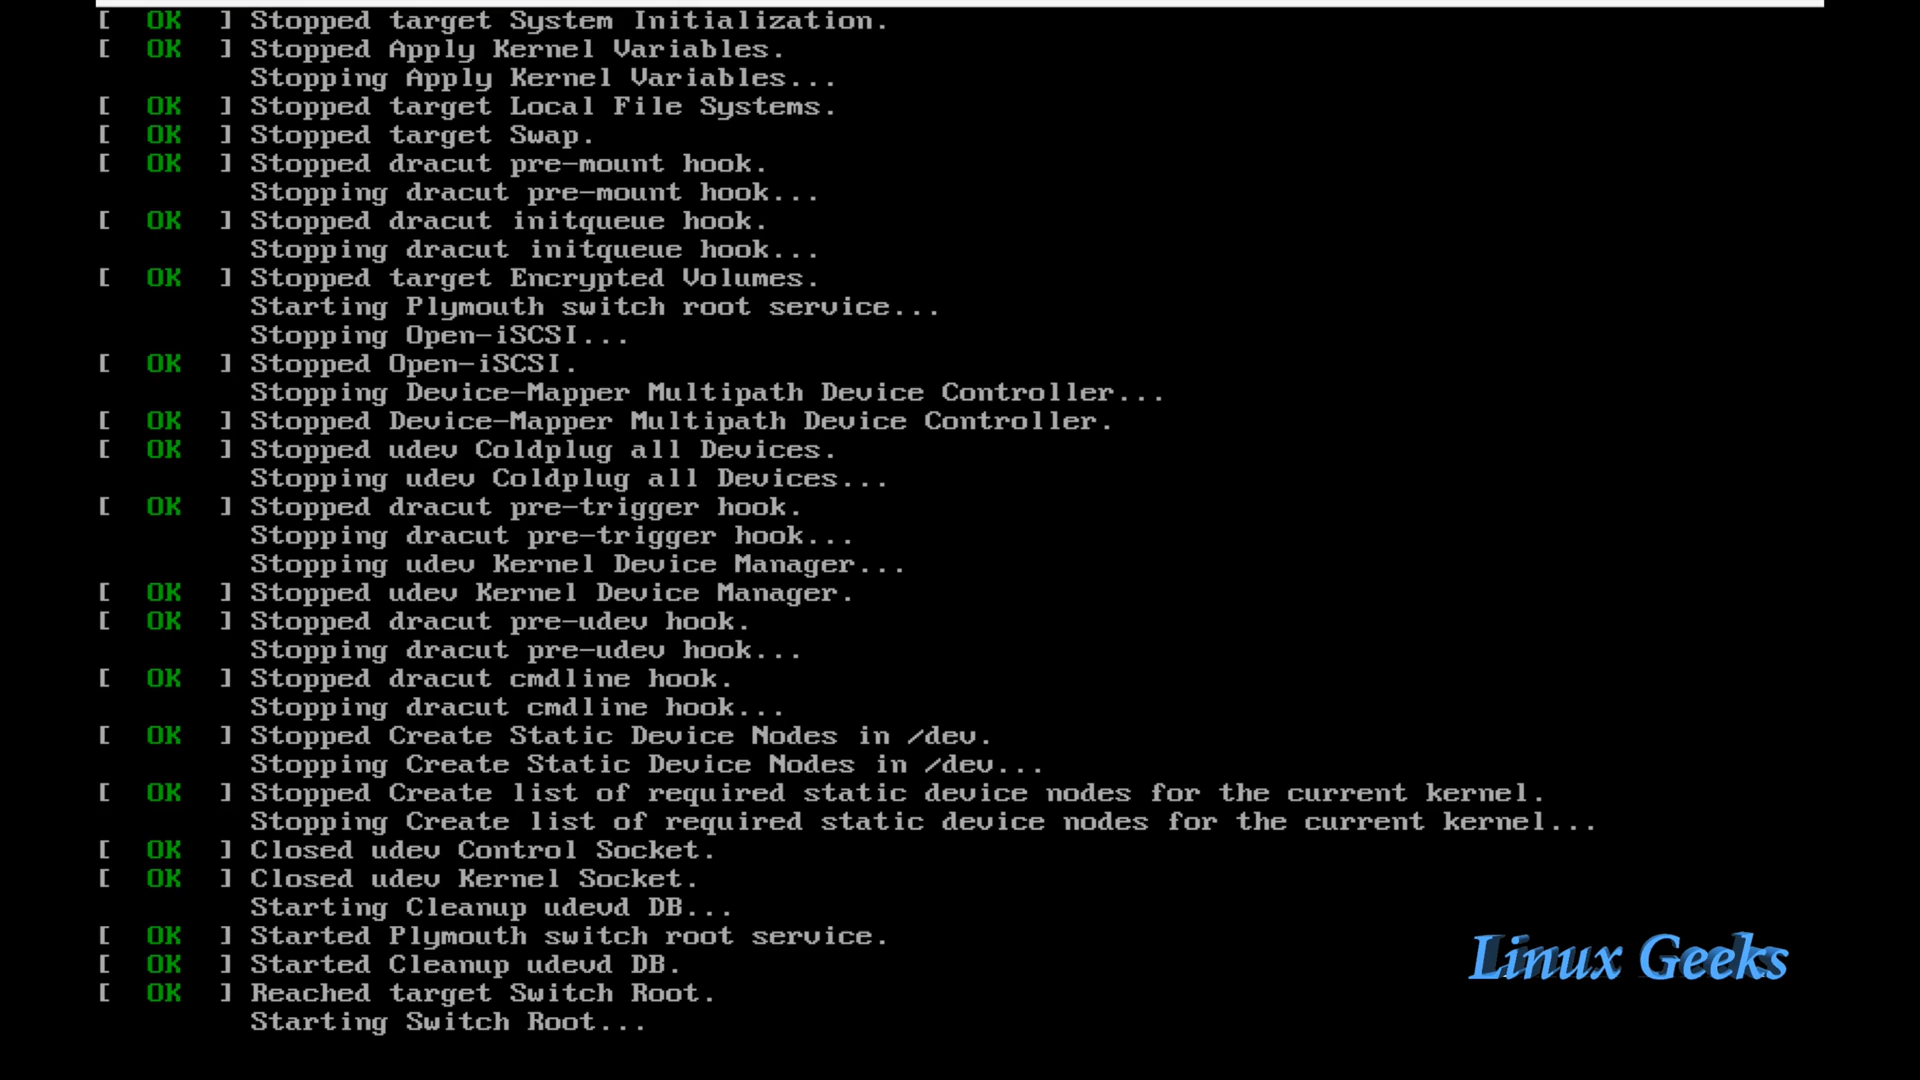 [  OK  ] Stopped target System Initialization.
[  OK  ] Stopped Apply Kernel Variables.
Stopping Apply Kernel Variables...
[  OK  ] Stopped target Local File Systems.
[  OK  ] Stopped target Swap.
[  OK  ] Stopped dracut pre-mount hook.
Stopping dracut pre-mount hook...
[  OK  ] Stopped dracut initqueue hook.
Stopping dracut initqueue hook...
[  OK  ] Stopped target Encrypted Volumes.
Starting Plymouth switch root service...
Stopping Open-iSCSI...
[  OK  ] Stopped Open-iSCSI.
Stopping Device-Mapper Multipath Device Controller...
[  OK  ] Stopped Device-Mapper Multipath Device Controller.
[  OK  ] Stopped udev Coldplug all Devices.
Stopping udev Coldplug all Devices...
[  OK  ] Stopped dracut pre-trigger hook.
Stopping dracut pre-trigger hook...
Stopping udev Kernel Device Manager...
[  OK  ] Stopped udev Kernel Device Manager.
[  OK  ] Stopped dracut pre-udev hook.
Stopping dracut pre-udev hook...
[  OK  ] Stopped dracut cmdline hook.
Stopping dracut cmdline hook...
[  OK  ] Stopped Create Static Device Nodes in /dev.
Stopping Create Static Device Nodes in /dev...
[  OK  ] Stopped Create list of required static device nodes for the current kernel.
Stopping Create list of required static device nodes for the current kernel...
[  OK  ] Closed udev Control Socket.
[  OK  ] Closed udev Kernel Socket.
Starting Cleanup udevd DB...
[  OK  ] Started Plymouth switch root service.
[  OK  ] Started Cleanup udevd DB.
[  OK  ] Reached target Switch Root.
Starting Switch Root...
Linux Geeks